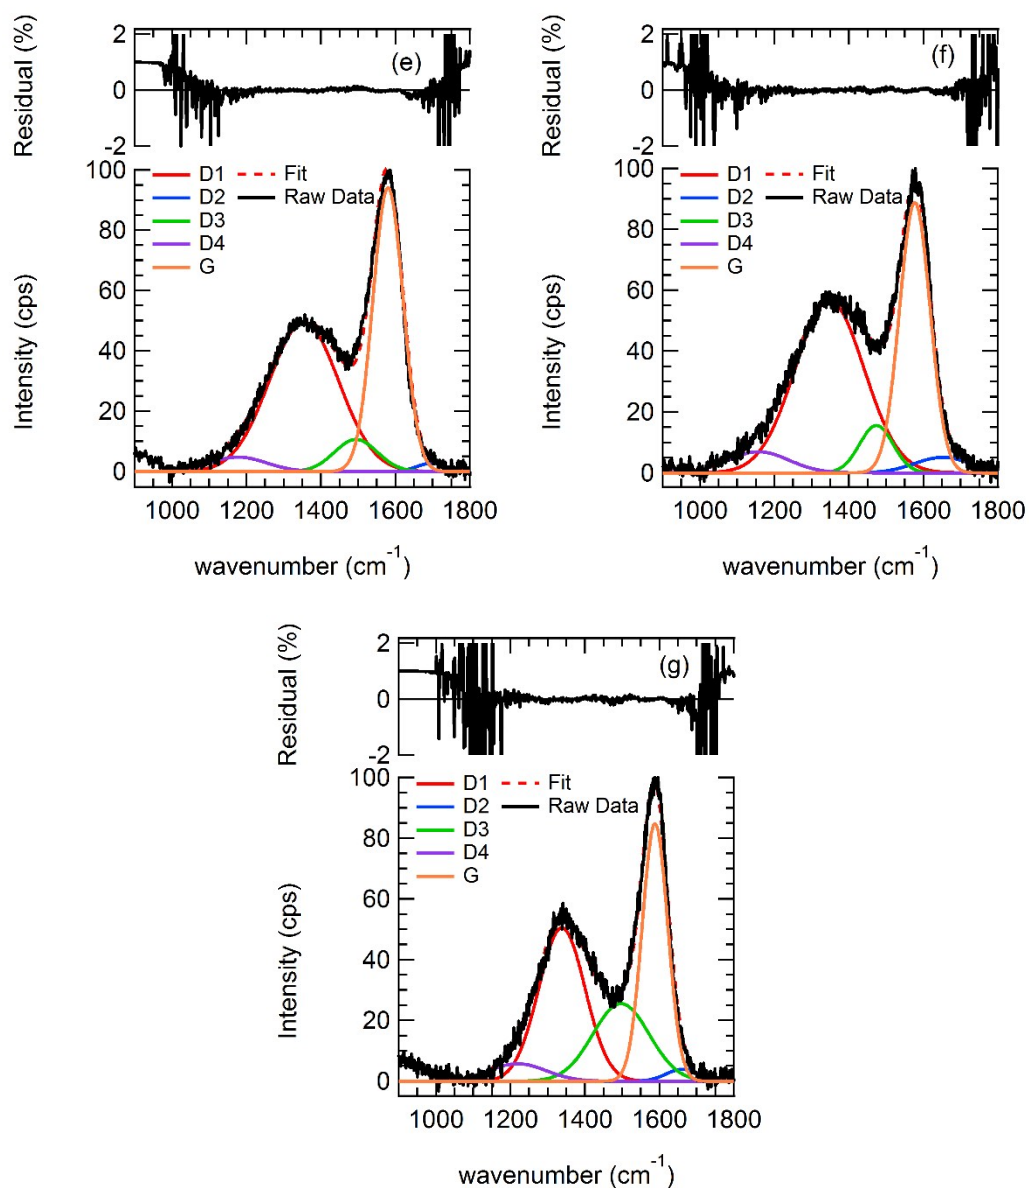 Residual (%)
2
0
-2
(e)
Intensity (cps)
100
80
60
40
20
0
D1 Fit
D2 Raw Data
D3
D4
G
1000 1200 1400 1600 1800
wavenumber (cm⁻¹)
Residual (%)
2
0
-2
(f)
Intensity (cps)
100
80
60
40
20
0
D1 Fit
D2 Raw Data
D3
D4
G
1000 1200 1400 1600 1800
wavenumber (cm⁻¹)
Residual (%)
2
0
-2
(g)
Intensity (cps)
100
80
60
40
20
0
D1 Fit
D2 Raw Data
D3
D4
G
1000 1200 1400 1600 1800
wavenumber (cm⁻¹)